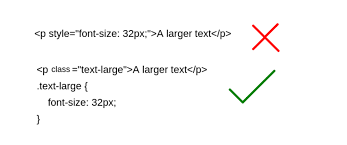 <p style="font-size: 32px;">A larger text</p>
<p class ="text-large">A larger text</p>
.text-large {
font-size: 32px;
}